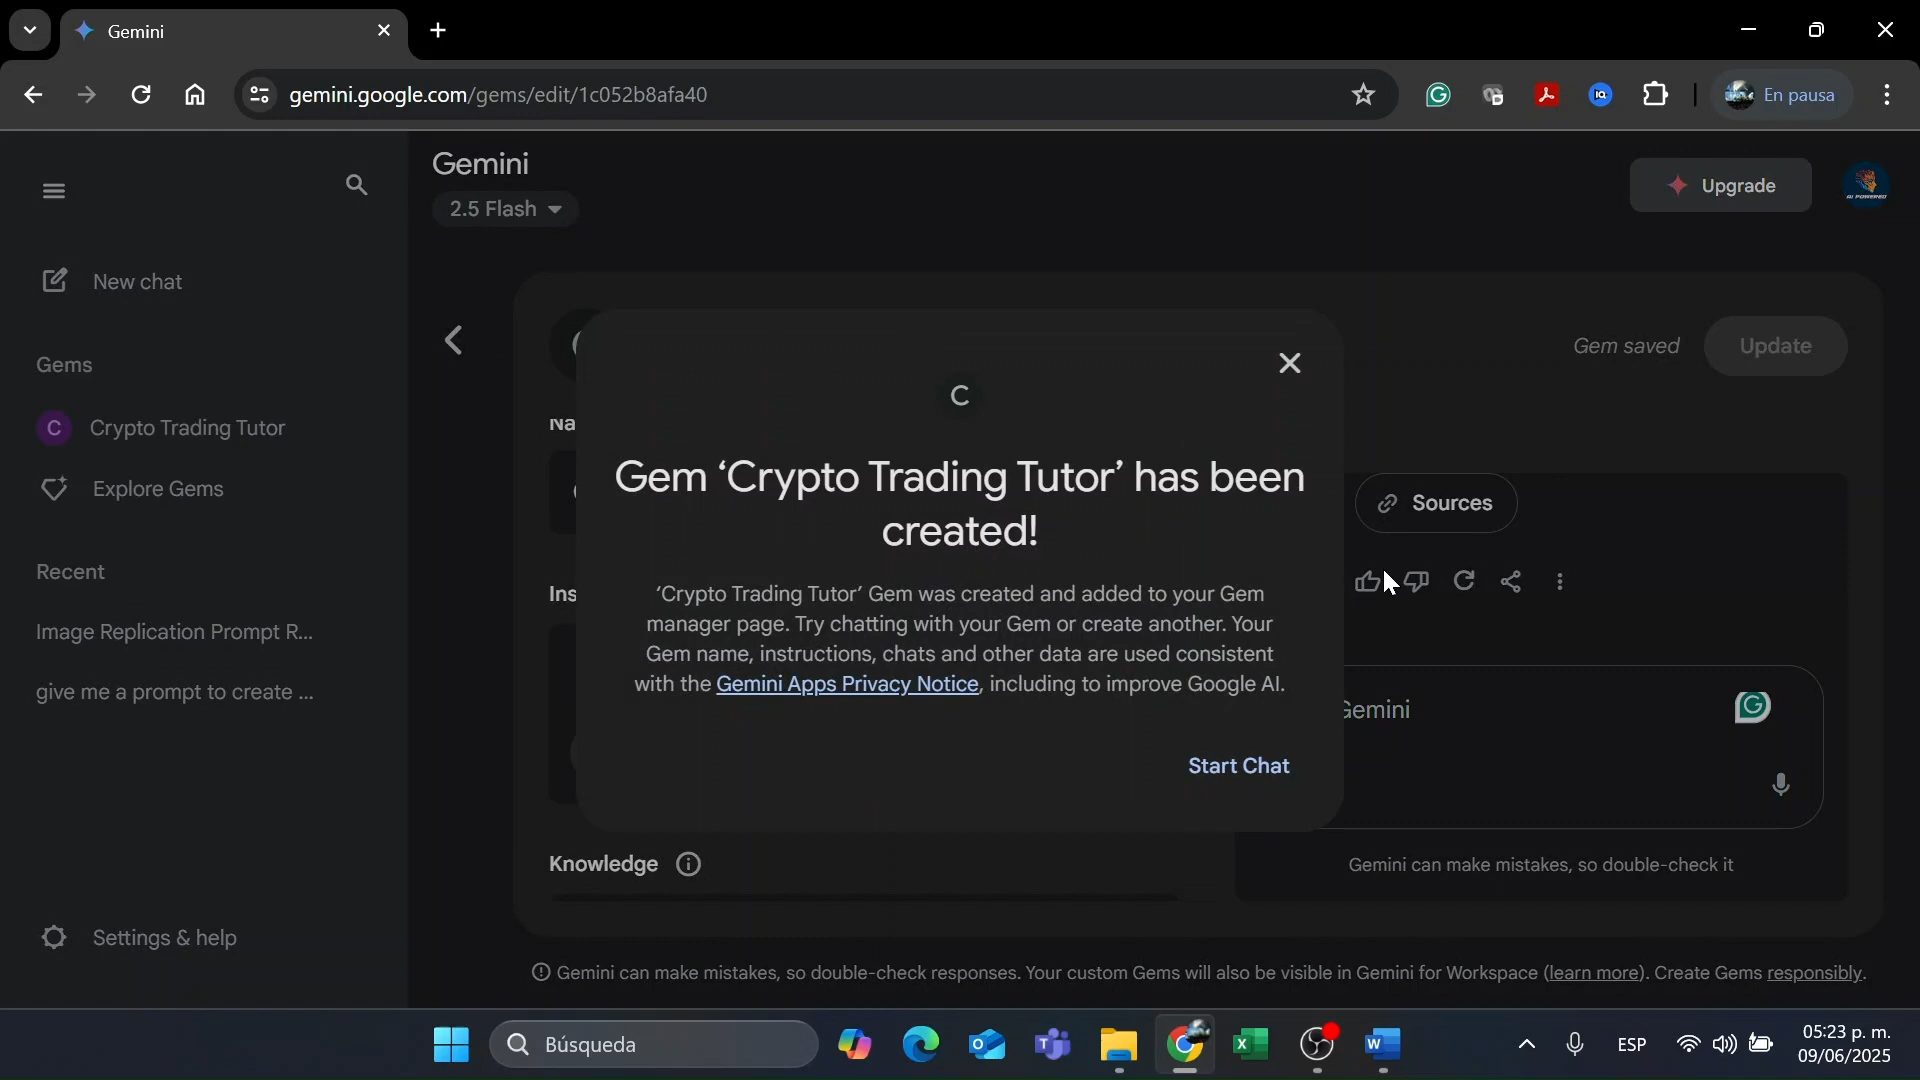 Gemini
gemini.google.com/gems/edit/1c052b8afa40
En pausa
Gemini
2.5 Flash
Upgrade
New chat
Gems
Crypto Trading Tutor
Explore Gems
Recent
Image Replication Prompt R...
give me a prompt to create ...
Settings & help
Gem saved
Update
Na
Ins
C
Gem ‘Crypto Trading Tutor’ has been
created!
‘Crypto Trading Tutor’ Gem was created and added to your Gem
manager page. Try chatting with your Gem or create another. Your
Gem name, instructions, chats and other data are used consistent
with the Gemini Apps Privacy Notice, including to improve Google AI.
Start Chat
Sources
Gemini
Knowledge
Gemini can make mistakes, so double-check it
Gemini can make mistakes, so double-check responses. Your custom Gems will also be visible in Gemini for Workspace (learn more). Create Gems responsibly.
Búsqueda
ESP
05:23 p. m.
09/06/2025